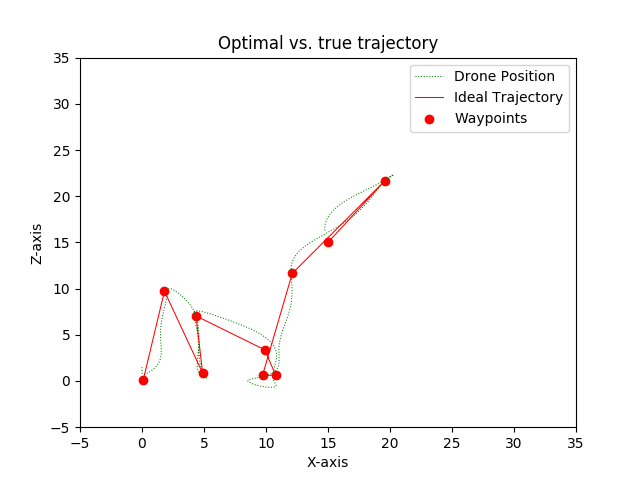 Optimal vs. true trajectory
Drone Position
Ideal Trajectory
Waypoints
35
30
25
20
15
10
5
0
−5
Z-axis
−5 0 5 10 15 20 25 30 35
X-axis